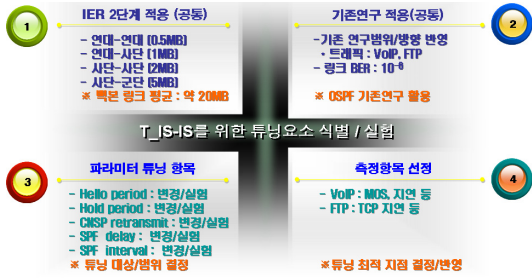 1
IER 2단계 적용 (공통)
- 연대-연대 (0.5MB)
- 연대-사단 (1MB)
- 사단-사단 (2MB)
- 사단-군단 (5MB)
※ 백본 링크 평균 : 약 20MB
2
기존연구 적용(공통)
-기존 연구범위/방향 반영
· 트래픽 : VoIP, FTP
- 링크 BER : 10⁻⁶
※ OSPF 기존연구 활용
T_IS-IS를 위한 튜닝요소 식별 / 실험
3
파라미터 튜닝 항목
- Hello period : 변경/실험
- Hold period : 변경/실험
- CNSP retransmit : 변경/실험
- SPF delay : 변경/실험
- SPF interval : 변경/실험
※ 튜닝 대상/범위 결정
4
측정항목 선정
- VoIP : MOS, 지연 등
- FTP : TCP 지연 등
※튜닝 최적 지점 결정/반영